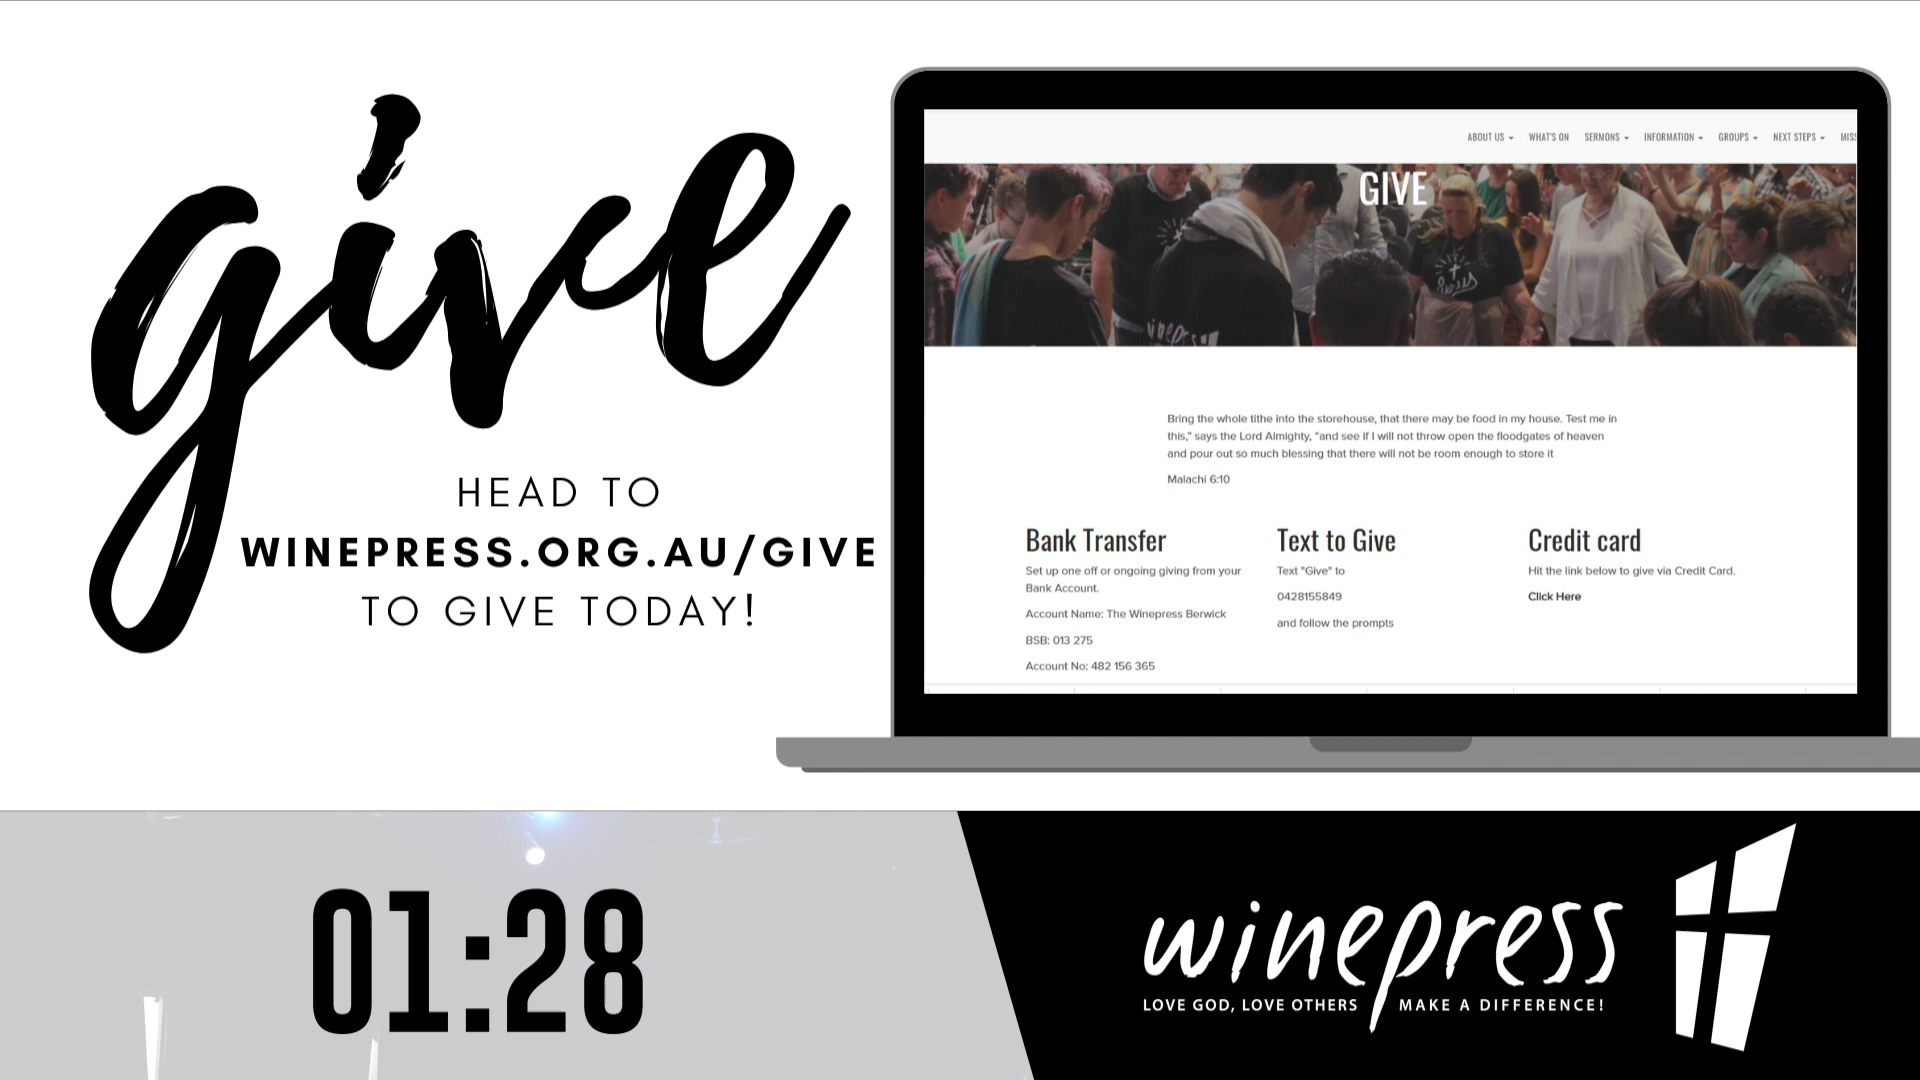 give
HEAD TO
WINEPRESS.ORG.AU/GIVE
TO GIVE TODAY!
ABOUT US WHAT'S ON SERMONS INFORMATION GROUPS NEXT STEPS
GIVE
Jesus
winepress
Bring the whole tithe into the storehouse, that there may be food in my house. Test me in
this," says the Lord Almighty, "and see if I will not throw open the floodgates of heaven
and pour out so much blessing that there will not be room enough to store it
Malachi 6:10
Bank Transfer
Set up one off or ongoing giving from your
Bank Account.
Account Name: The Winepress Berwick
BSB: 013 275
Account No: 482 156 365
Text to Give
Text "Give" to
0428155849
and follow the prompts
Credit card
Hit the link below to give via Credit Card.
Click Here
01:28
winepress
LOVE GOD, LOVE OTHERS MAKE A DIFFERENCE!